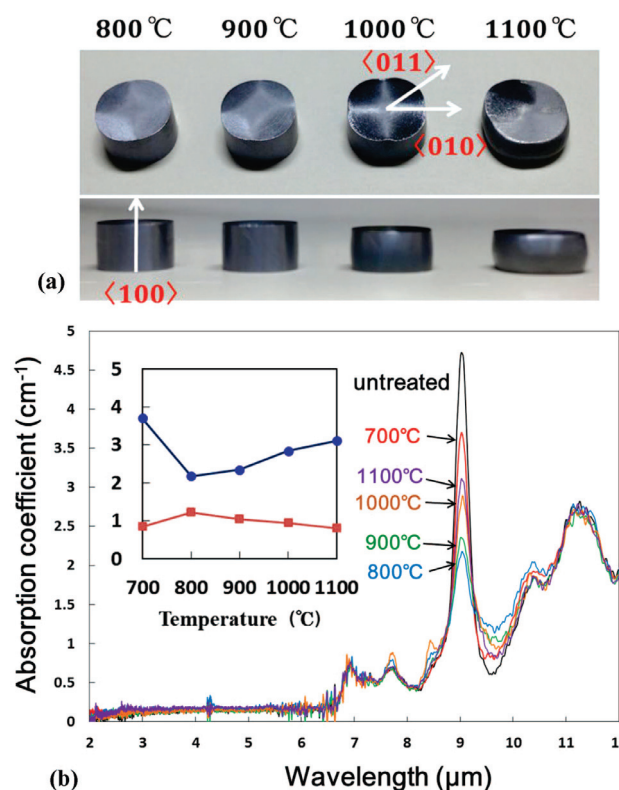 800℃ 900℃ 1000℃ 1100℃
⟨011⟩
⟨010⟩
(a)
⟨100⟩
5
4.5
4
3.5
3
2.5
2
1.5
1
0.5
0
Absorption coefficient (cm-1)
5
4
3
2
1
0
700 800 900 1000 1100
Temperature (℃)
untreated
700℃
1100℃
1000℃
900℃
800℃
2 3 4 5 6 7 8 9 10 11
(b)
Wavelength (μm)